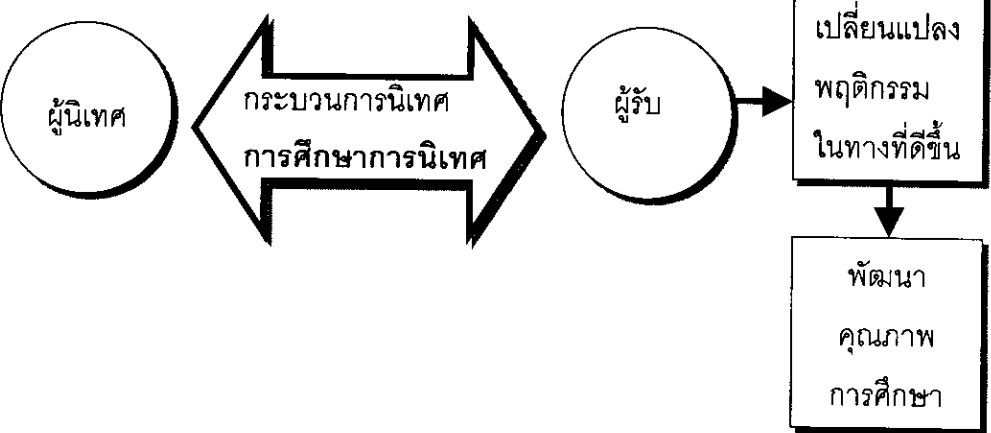 ผู้นิเทศ
กระบวนการนิเทศ
การศึกษาการนิเทศ
ผู้รับ
เปลี่ยนแปลง
พฤติกรรม
ในทางที่ดีขึ้น
พัฒนา
คุณภาพ
การศึกษา